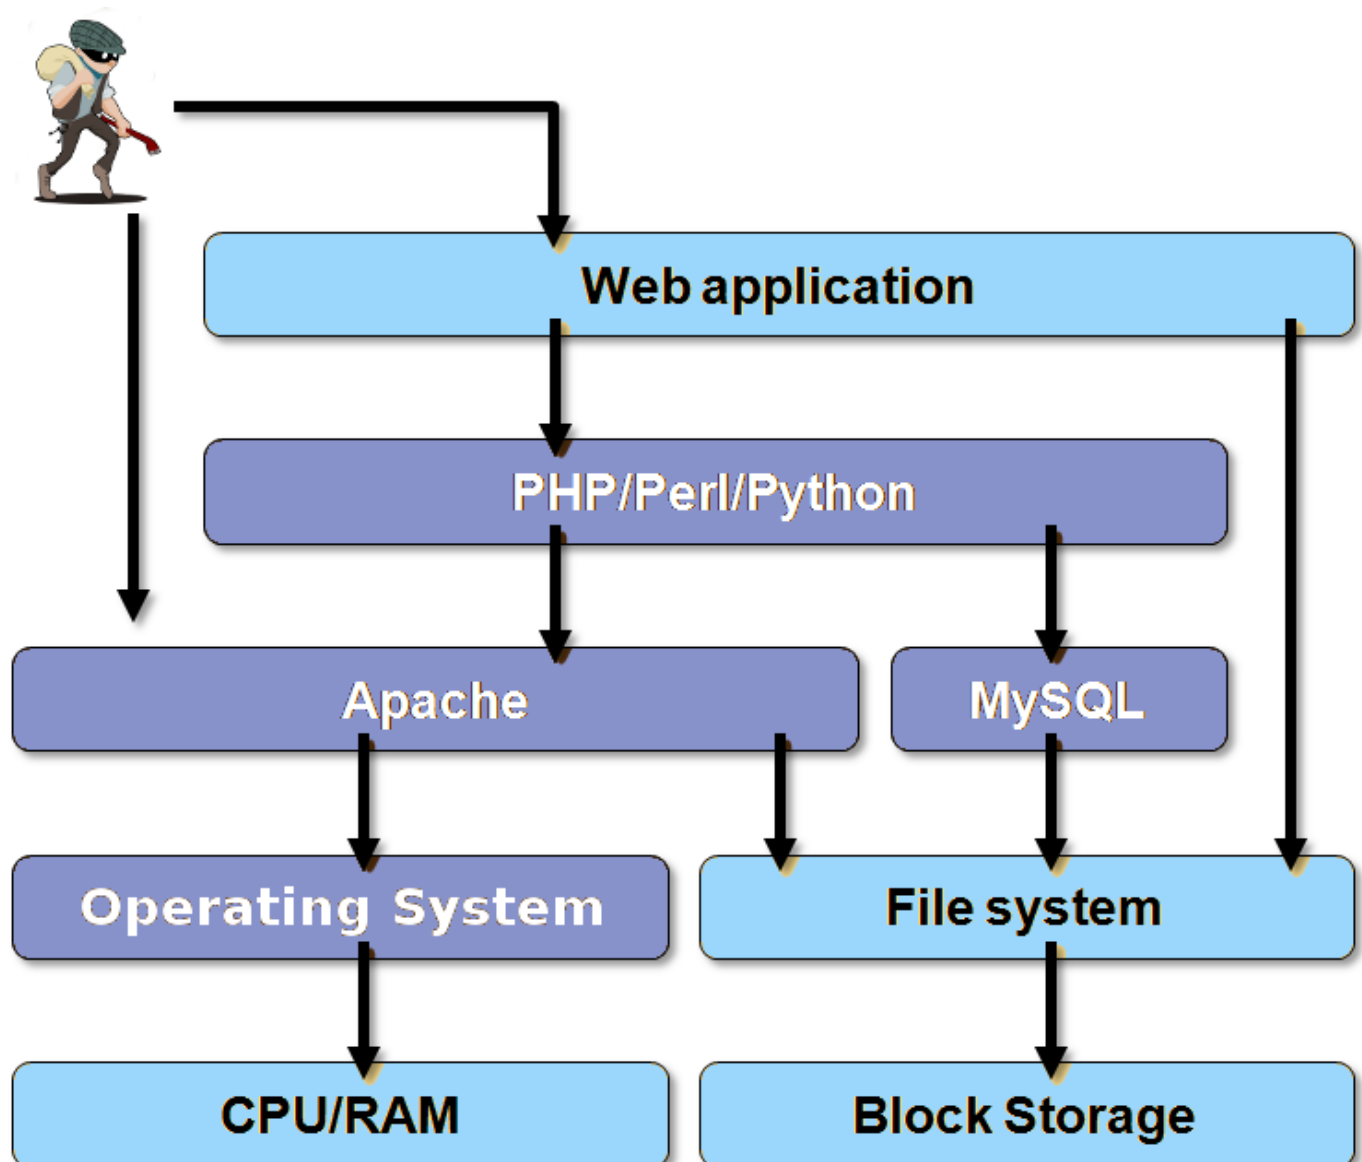 Web application
PHP/Perl/Python
Apache
MySQL
Operating System
File system
CPU/RAM
Block Storage